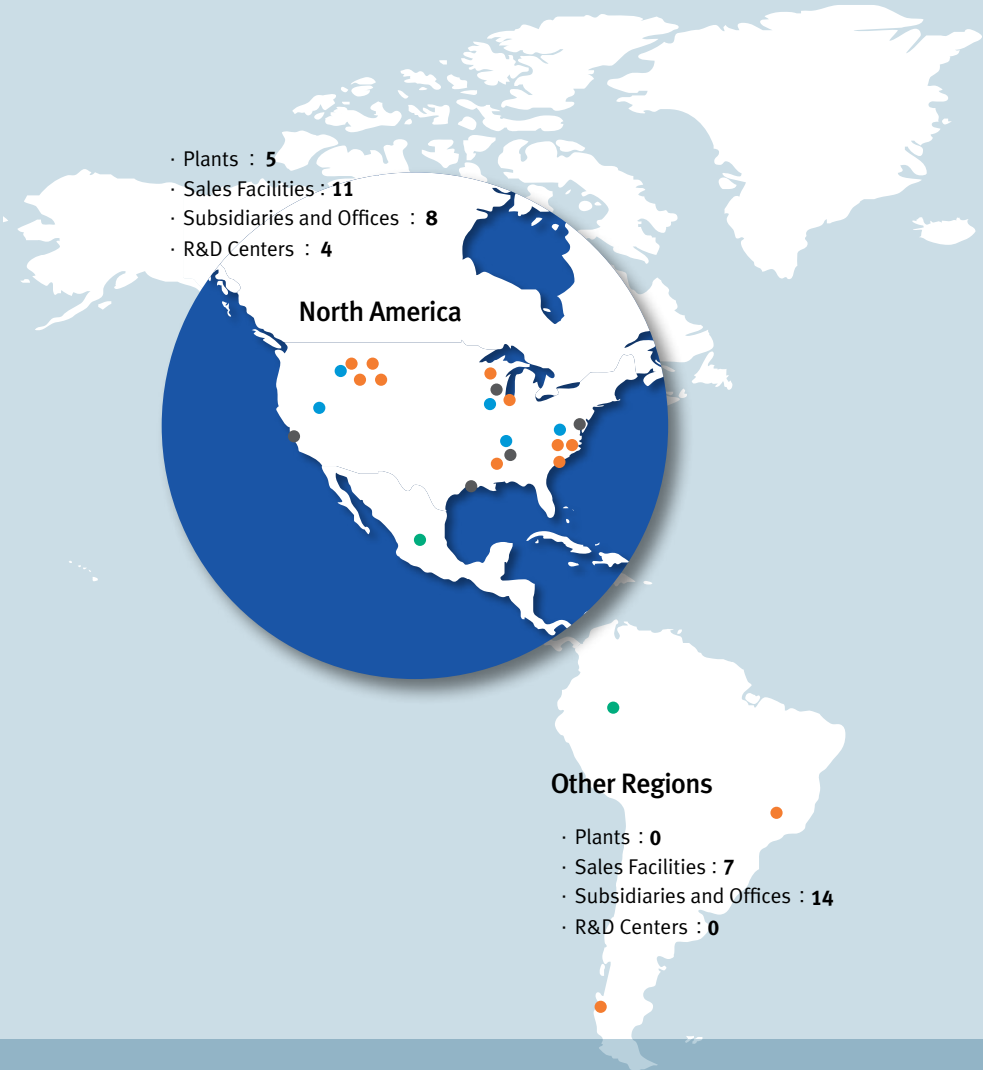 · Plants : 5
· Sales Facilities : 11
· Subsidiaries and Offices : 8
· R&D Centers : 4
North America
Other Regions
· Plants : 0
· Sales Facilities : 7
· Subsidiaries and Offices : 14
· R&D Centers : 0